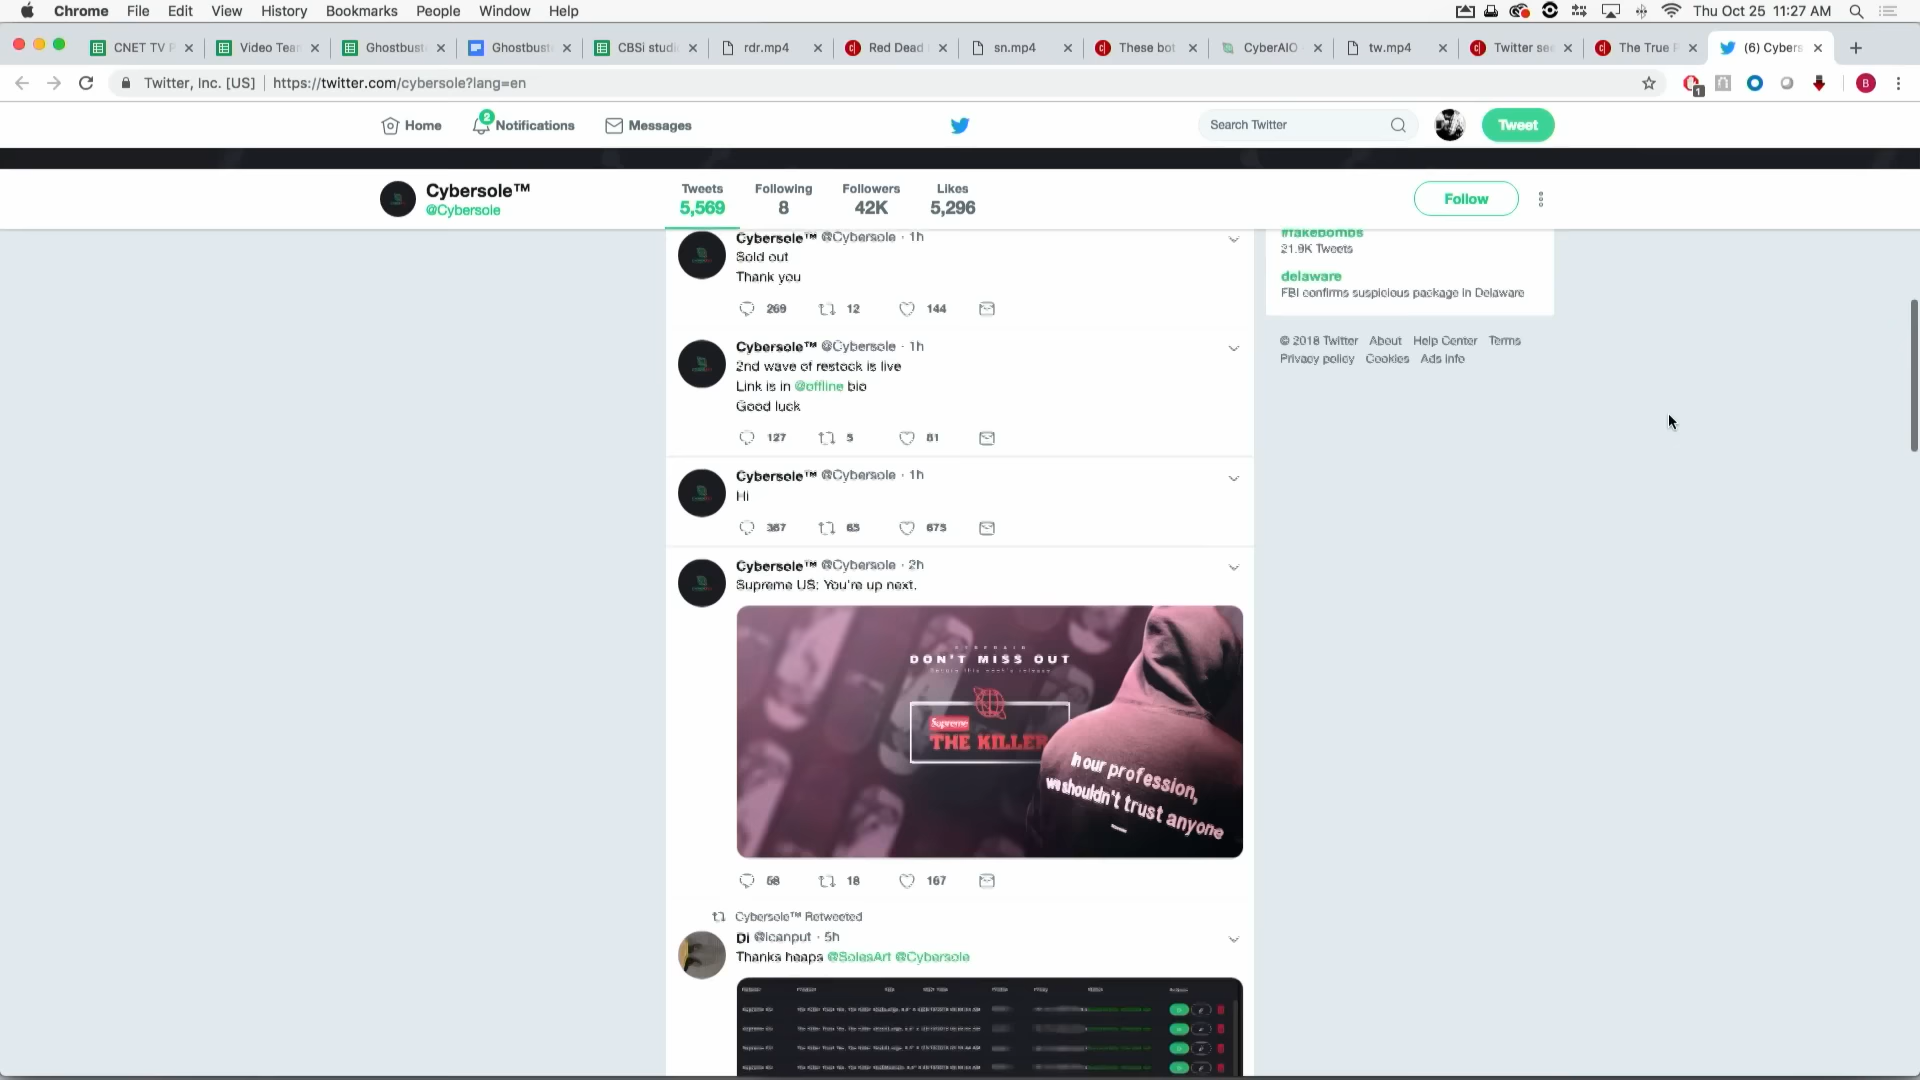 Chrome File Edit View History Bookmarks People Window Help
Thu Oct 25 11:27 AM
CNET TV P
Video Tean
Ghostbust
Ghostbust
CBSi studi
rdr.mp4
Red Dead
sn.mp4
These bot
CyberAIO
tw.mp4
Twitter see
The True
(6) Cybers
Twitter, Inc. [US] https://twitter.com/cybersole?lang=en
1
B
Home
2
Notifications
Messages
Search Twitter
Tweet
Cybersole™
@Cybersole
Tweets Following Followers Likes
5,569 8 42K 5,296
Follow
Cybersole™ @Cybersole · 1h
Sold out
Thank you
269 12 144
Cybersole™ @Cybersole · 1h
2nd wave of restock is live
Link is in @offline bio
Good luck
127 5 81
Cybersole™ @Cybersole · 1h
Hi
367 65 675
Cybersole™ @Cybersole · 2h
Supreme US: You're up next.
DON'T MISS OUT
Supreme
THE KILLER
In our profession,
we shouldn't trust anyone
58 18 167
Cybersole™ Retweeted
DI @leanput · 5h
Thanks heaps @SolesArt @Cybersole
#fakebombs
21.9K Tweets
delaware
FBI confirms suspicious package in Delaware
© 2018 Twitter About Help Center Terms
Privacy policy Cookies Ads info